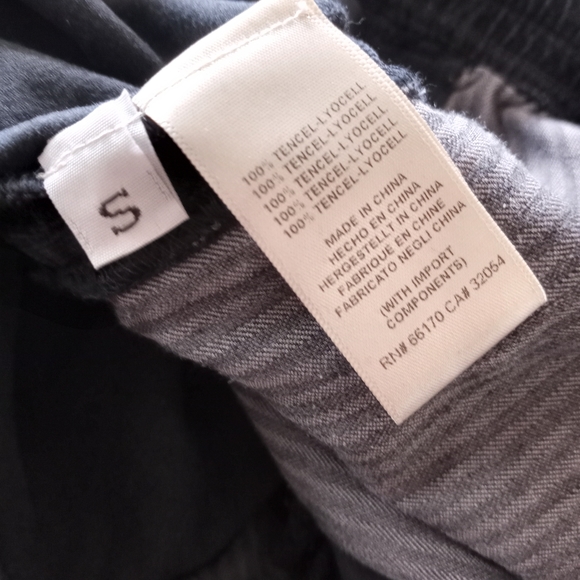 S
100% TENCEL-LYOCELL
100% TENCEL-LYOCELL
100% TENCEL-LYOCELL
100% TENCEL-LYOCELL
100% TENCEL-LYOCELL
MADE IN CHINA
HECHO EN CHINA
HERGESTELLT IN CHINA
FABRIQUE EN CHINE
FABRICATO NEGLI CHINA
(WITH IMPORT
COMPONENTS)
RN# 66170 CA# 32054